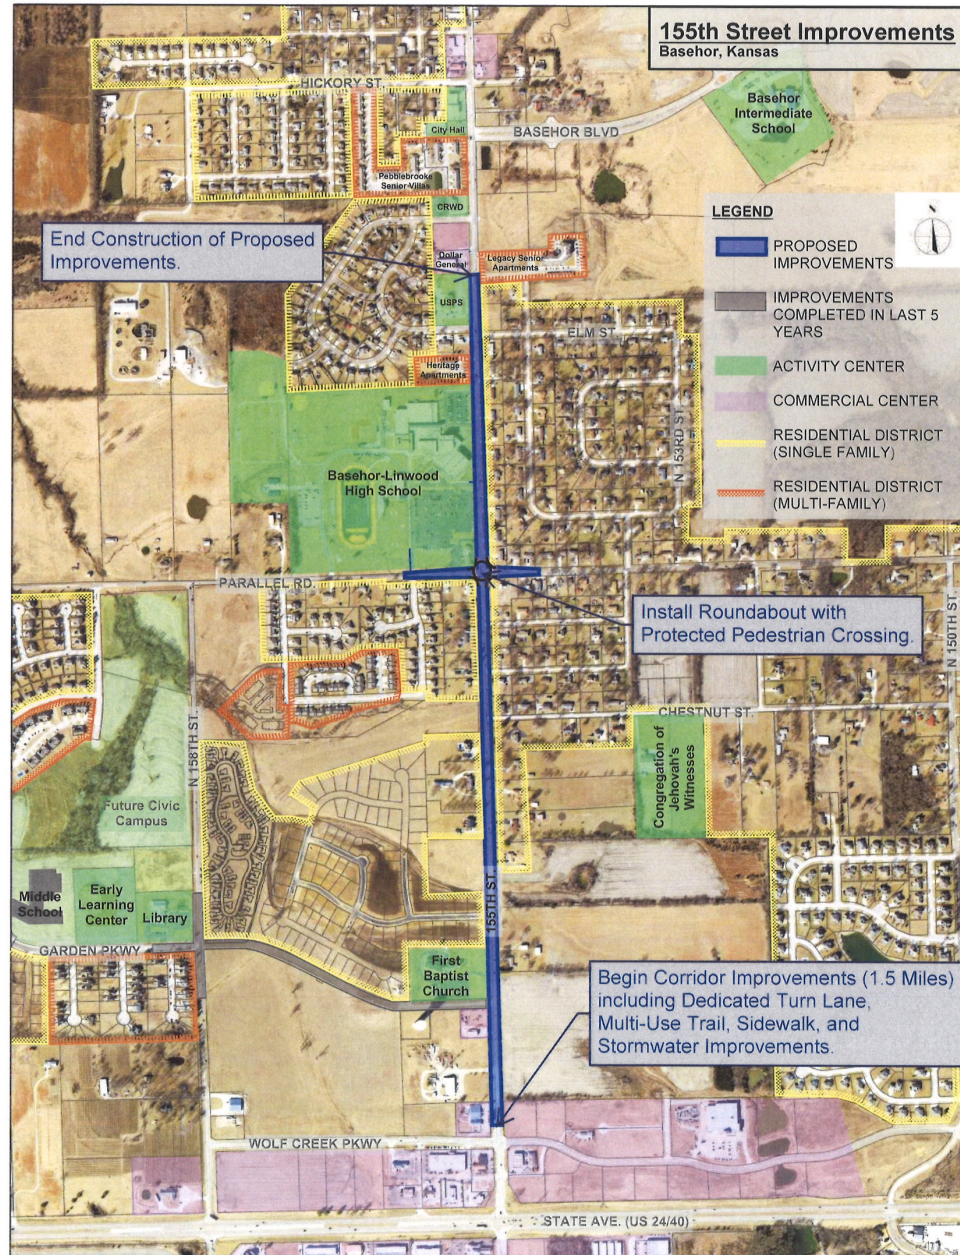 155th Street Improvements
Basehor, Kansas
HICKORY ST.
City Hall
BASEHOR BLVD
Basehor
Intermediate
School
Pebblebrooke
Senior Villas
CRWD
LEGEND
N
PROPOSED
IMPROVEMENTS
IMPROVEMENTS
COMPLETED IN LAST 5
YEARS
ACTIVITY CENTER
COMMERCIAL CENTER
RESIDENTIAL DISTRICT
(SINGLE FAMILY)
RESIDENTIAL DISTRICT
(MULTI-FAMILY)
End Construction of Proposed
Improvements.
Dollar
General
Legacy Senior
Apartments
USPS
ELM ST.
Heritage
Apartments
N 153RD ST.
Basehor-Linwood
High School
PARALLEL RD.
Install Roundabout with
Protected Pedestrian Crossing.
N 150TH ST.
CHESTNUT ST.
N 158TH ST.
Congregation of
Jehovah's
Witnesses
Future Civic
Campus
Middle
School
Early
Learning
Center
Library
155TH ST.
GARDEN PKWY
First
Baptist
Church
Begin Corridor Improvements (1.5 Miles)
including Dedicated Turn Lane,
Multi-Use Trail, Sidewalk, and
Stormwater Improvements.
WOLF CREEK PKWY
STATE AVE. (US 24/40)